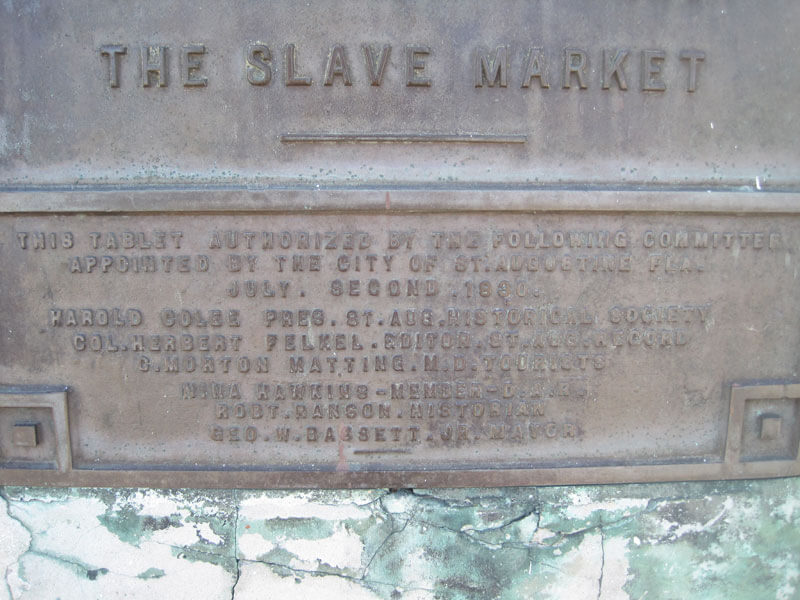 THE SLAVE MARKET
THIS TABLET AUTHORIZED BY THE FOLLOWING COMMITTEE
APPOINTED BY THE CITY OF ST.AUGUSTINE FLA.
JULY. SECOND.
HAROLD COLEE PRES. ST.AUG.HISTORICAL SOCIETY
COL.HERBERT FELKEL.EDITOR.ST.AUG.RECORD
C.MORTON MATTING.M.D.TOURISTS
NINA HAWKINS-MEMBER-D.A.R.
ROBT.RANSON.HISTORIAN
GEO.W.BASSETT.JR.MAYOR